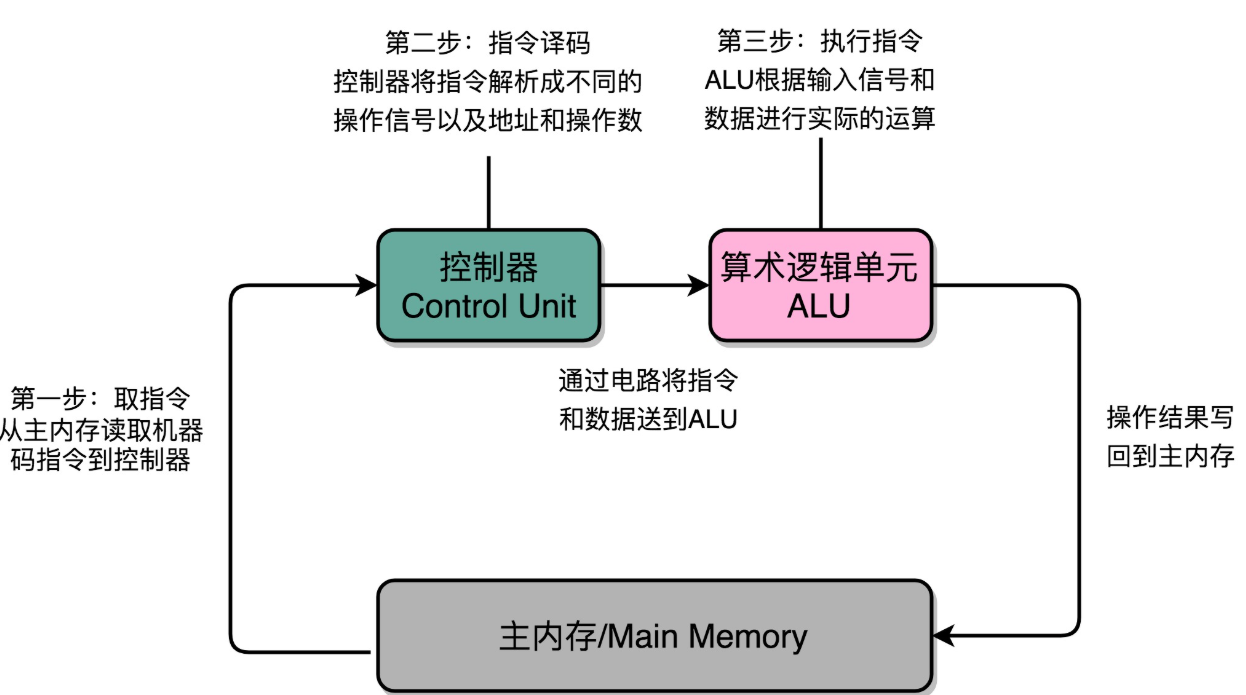 第二步：指令译码
控制器将指令解析成不同的
操作信号以及地址和操作数
第三步：执行指令
ALU根据输入信号和
数据进行实际的运算
控制器
Control Unit
算术逻辑单元
ALU
通过电路将指令
和数据送到ALU
第一步：取指令
从主内存读取机器
码指令到控制器
操作结果写
回到主内存
主内存/Main Memory